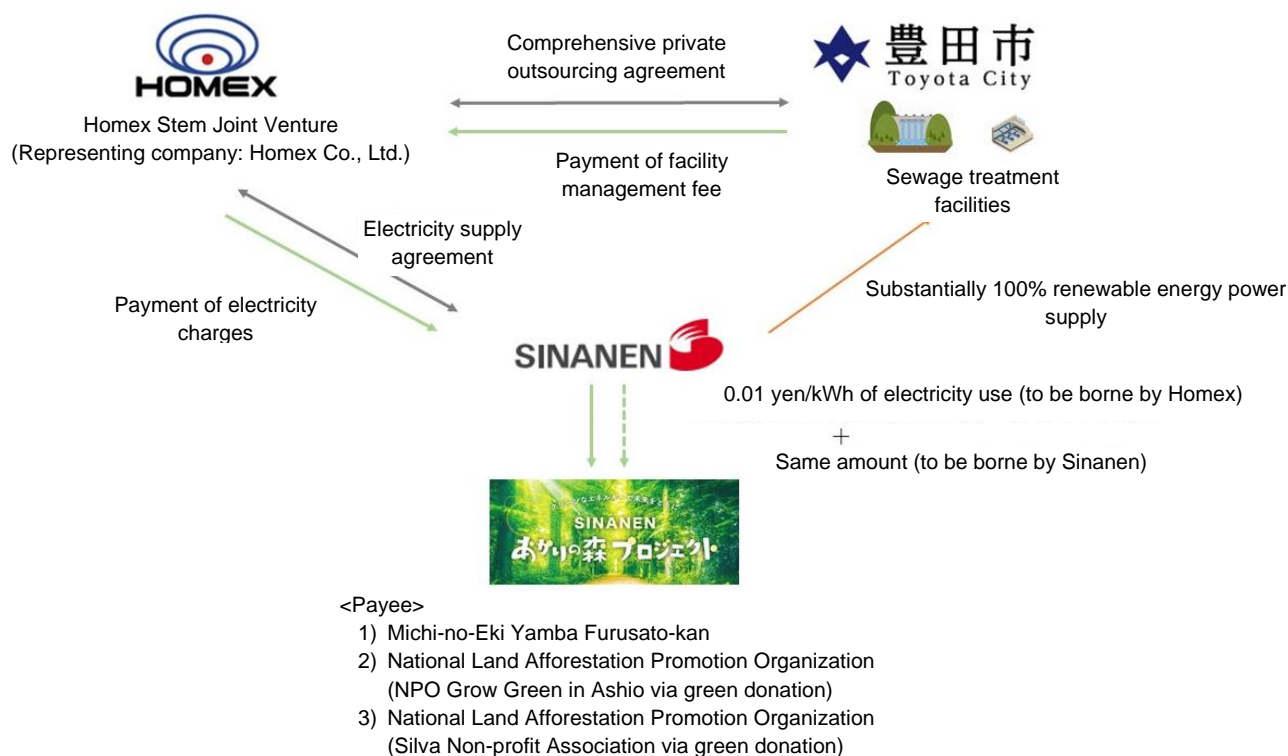 HOMEX
Homex Stem Joint Venture
(Representing company: Homex Co., Ltd.)
Comprehensive private
outsourcing agreement
豊田市
Toyota City
Payment of facility
management fee
Sewage treatment
facilities
Electricity supply
agreement
Payment of electricity
charges
Substantially 100% renewable energy power
supply
SINANEN
0.01 yen/kWh of electricity use (to be borne by Homex)
+
Same amount (to be borne by Sinanen)
SINANEN
あかりの森プロジェクト
<Payee>
1) Michi-no-Eki Yamba Furusato-kan
2) National Land Afforestation Promotion Organization
(NPO Grow Green in Ashio via green donation)
3) National Land Afforestation Promotion Organization
(Silva Non-profit Association via green donation)